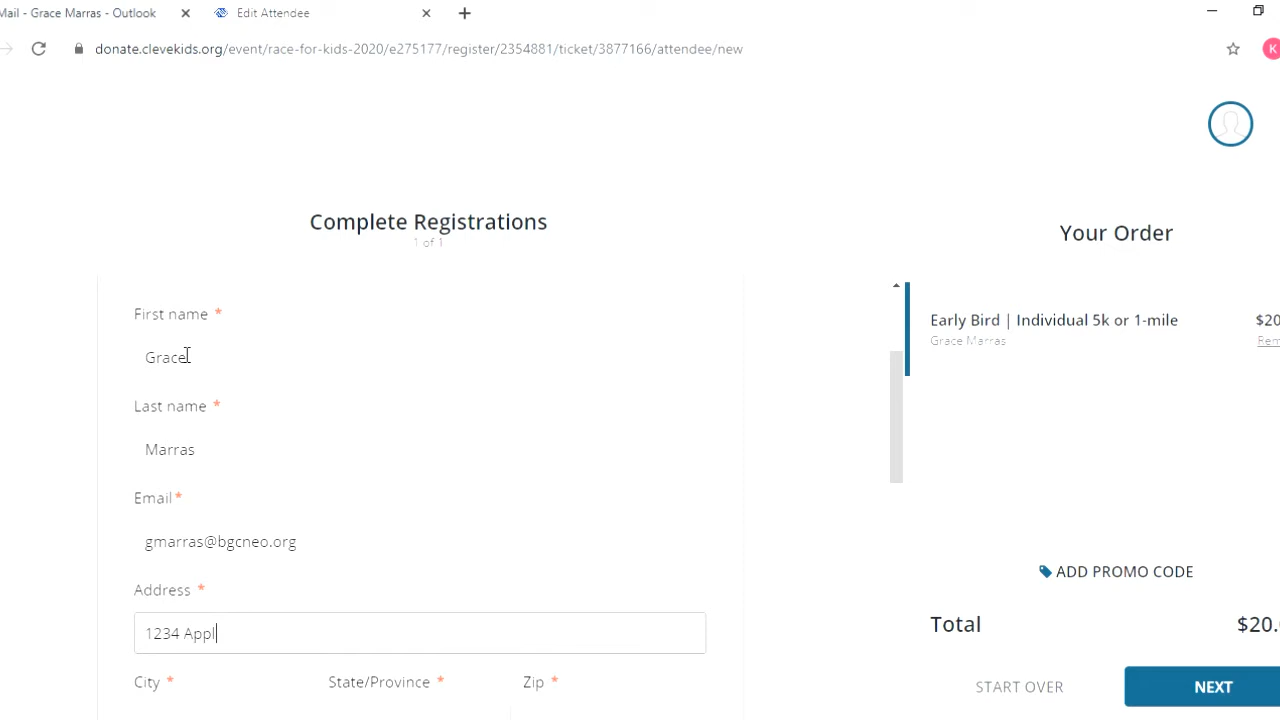 Mail - Grace Marras - Outlook
Edit Attendee
donate.clevekids.org/event/race-for-kids-2020/e275177/register/2354881/ticket/3877166/attendee/new
K
Complete Registrations
1 of 1
First name *
Grace
Last name *
Marras
Email *
gmarras@bgcneo.org
Address *
1234 Appl
City * State/Province * Zip *
Your Order
Early Bird | Individual 5k or 1-mile $20
Grace Marras Rem
ADD PROMO CODE
Total $20.
START OVER NEXT